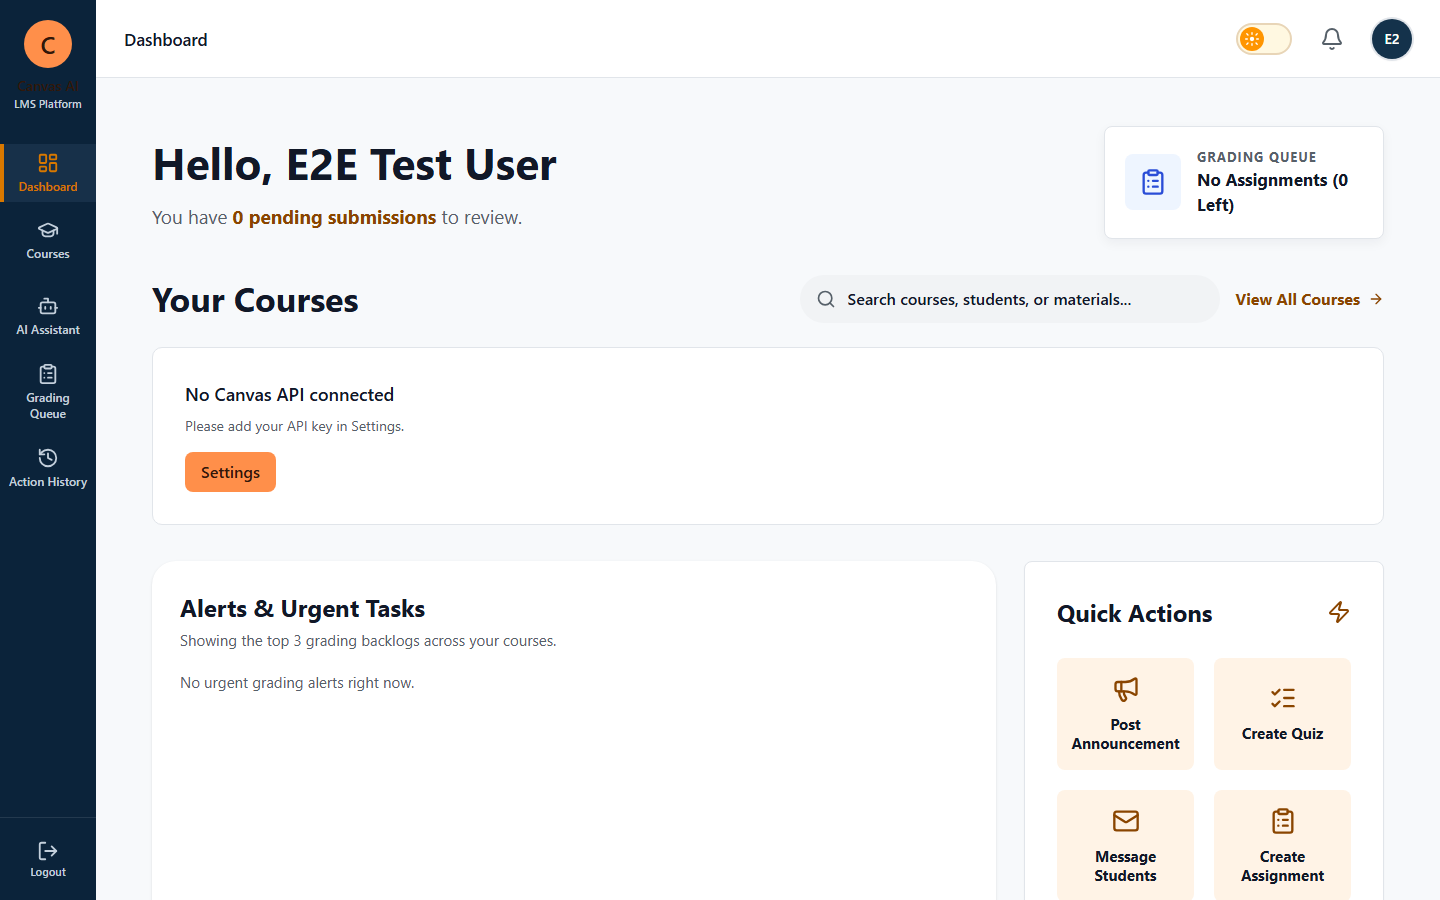 C
Canvas AI
LMS Platform
Dashboard
Courses
AI Assistant
Grading
Queue
Action History
Logout
Dashboard
E2
Hello, E2E Test User
You have 0 pending submissions to review.
GRADING QUEUE
No Assignments (0
Left)
Your Courses
Search courses, students, or materials...
View All Courses
No Canvas API connected
Please add your API key in Settings.
Settings
Alerts & Urgent Tasks
Showing the top 3 grading backlogs across your courses.
No urgent grading alerts right now.
Quick Actions
Post
Announcement
Create Quiz
Message
Students
Create
Assignment